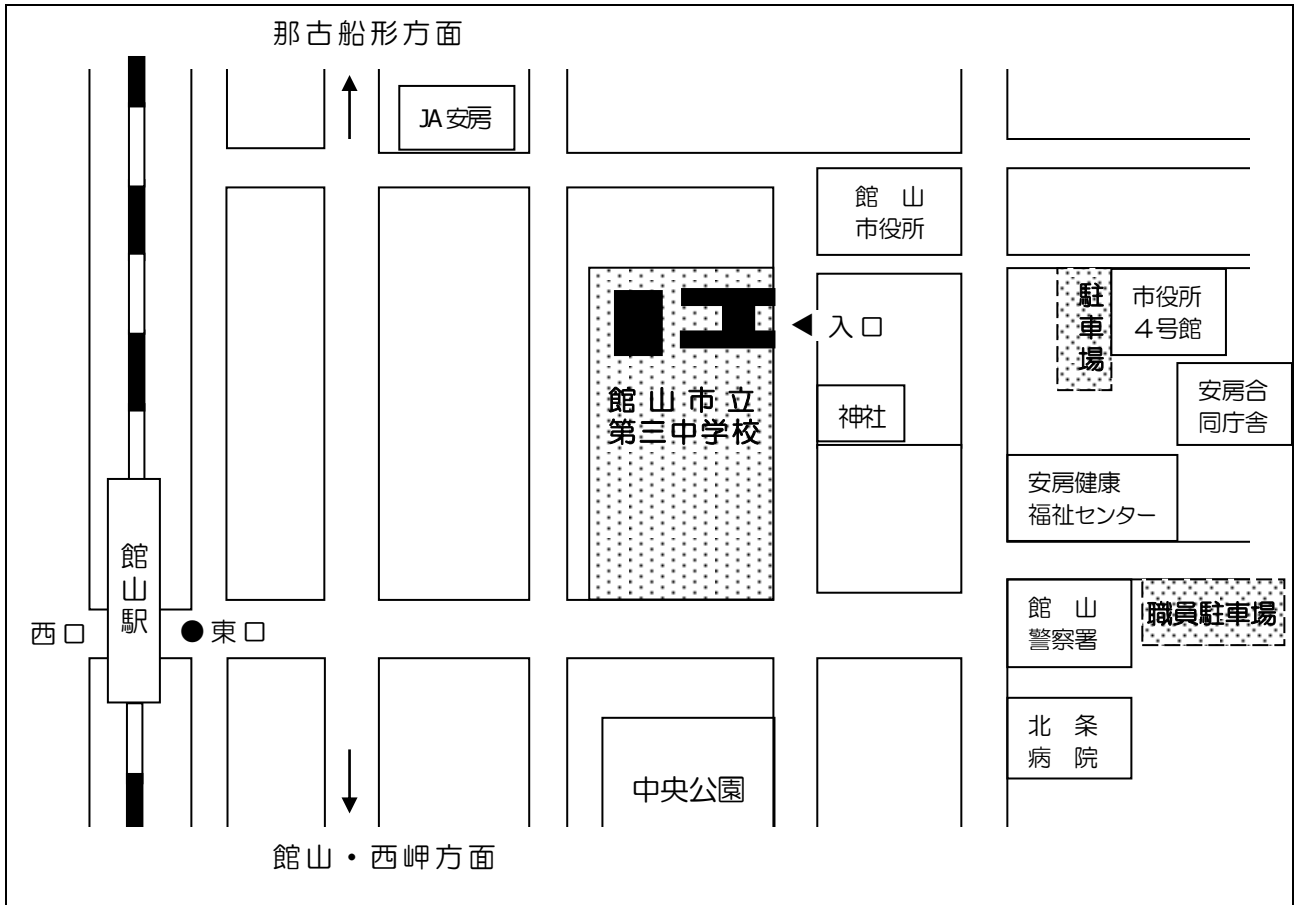 那古船形方面
JA安房
館　山
市役所
駐車場
市役所
４号館
入口
安房合
同庁舎
館山市立
第三中学校
神社
安房健康
福祉センター
館山駅
西口
●東口
館　山
警察署
職員駐車場
北　条
病　院
中央公園
館山・西岬方面